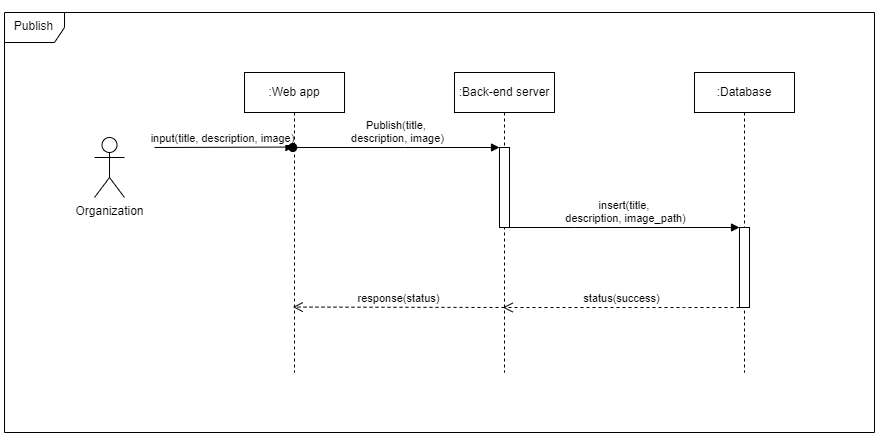 Publish
:Web app
:Back-end server
:Database
Publish(title,
input(title, description, image)
description, image)
Organization
insert(title,
description, image_path)
response(status)
status(success)